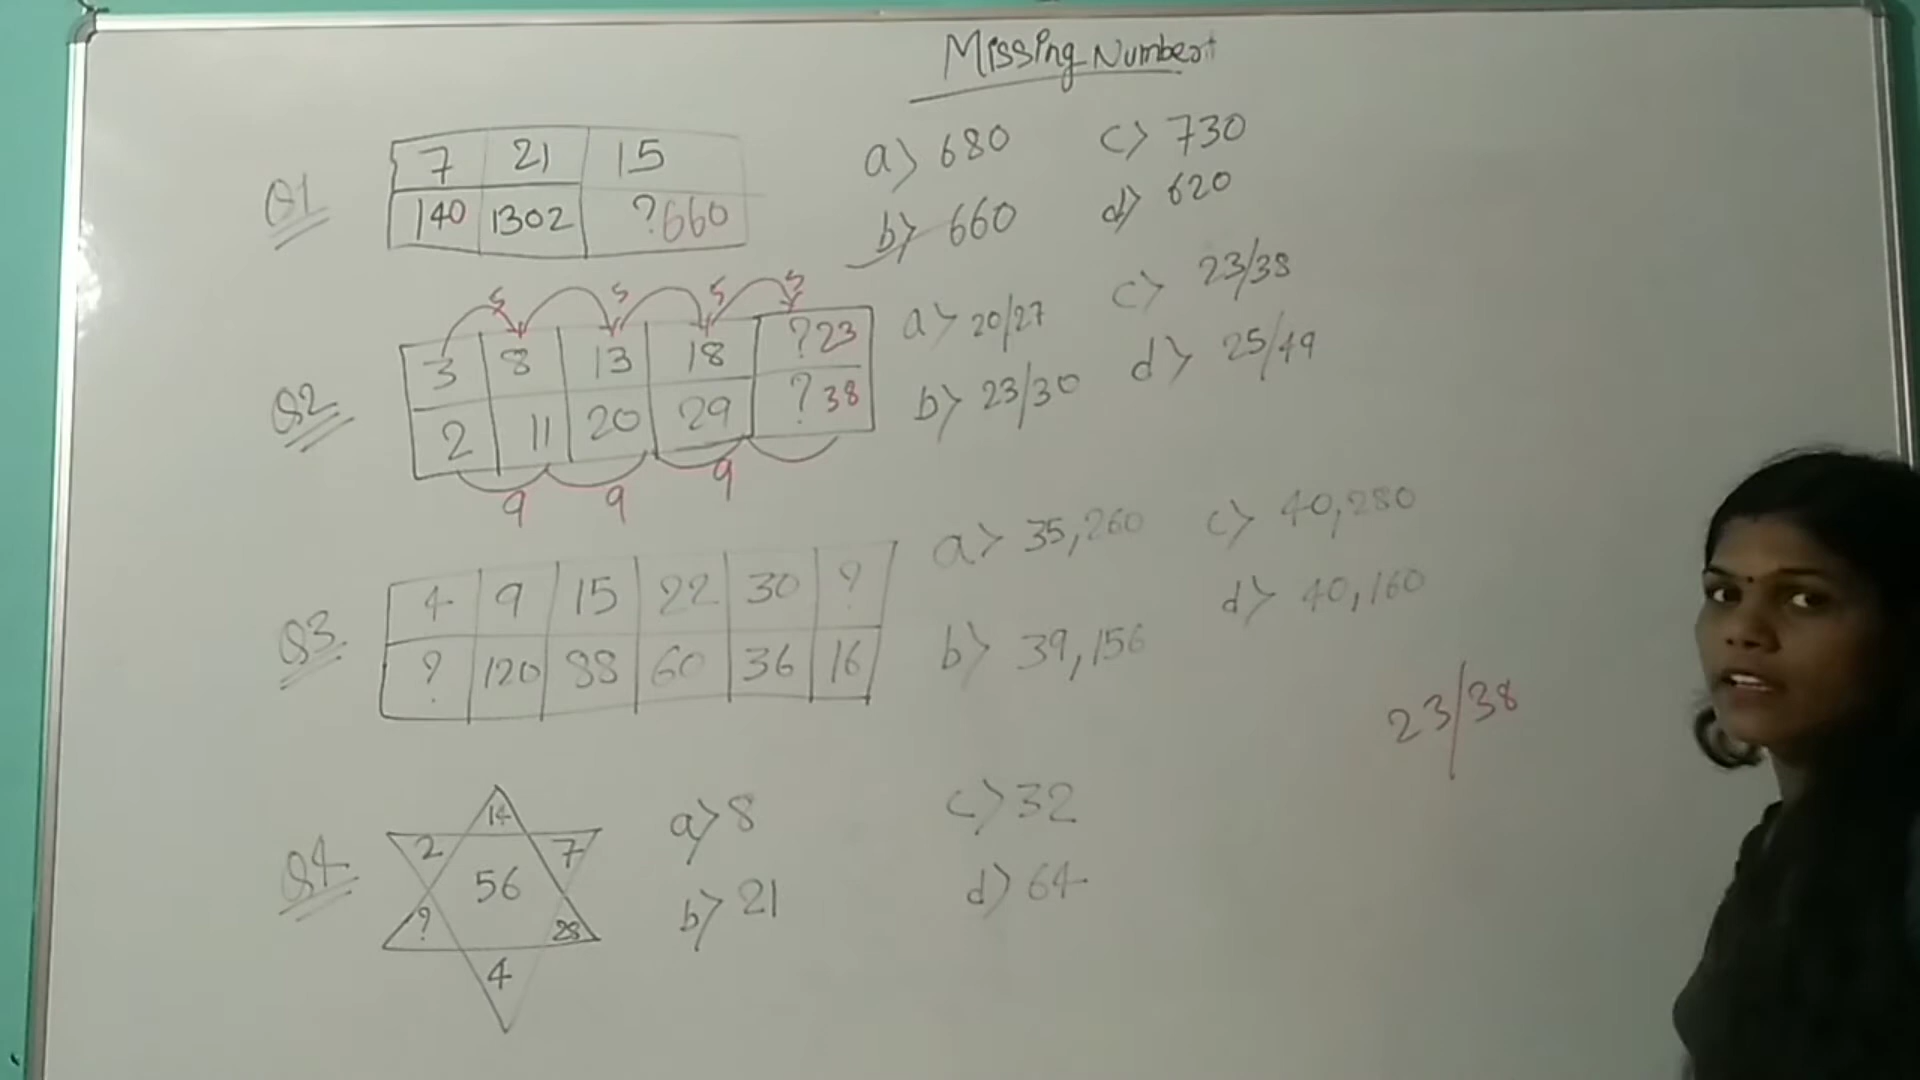 Missing Number
Q1
7 21 15
140 1302 ?660
a) 680 c) 730
b) 660 d) 620
Q2
5 5 5 5
3 8 13 18 ?23
2 11 20 29 ?38
9 9 9
a) 20/27 c) 23/38
b) 23/30 d) 25/49
Q3
4 9 15 22 30 ?
? 120 88 60 36 16
a) 35,260 c) 40,280
b) 39,156 d) 40,160
23/38
Q4
14
2 7
56
? 28
4
a) 8 c) 32
b) 21 d) 64